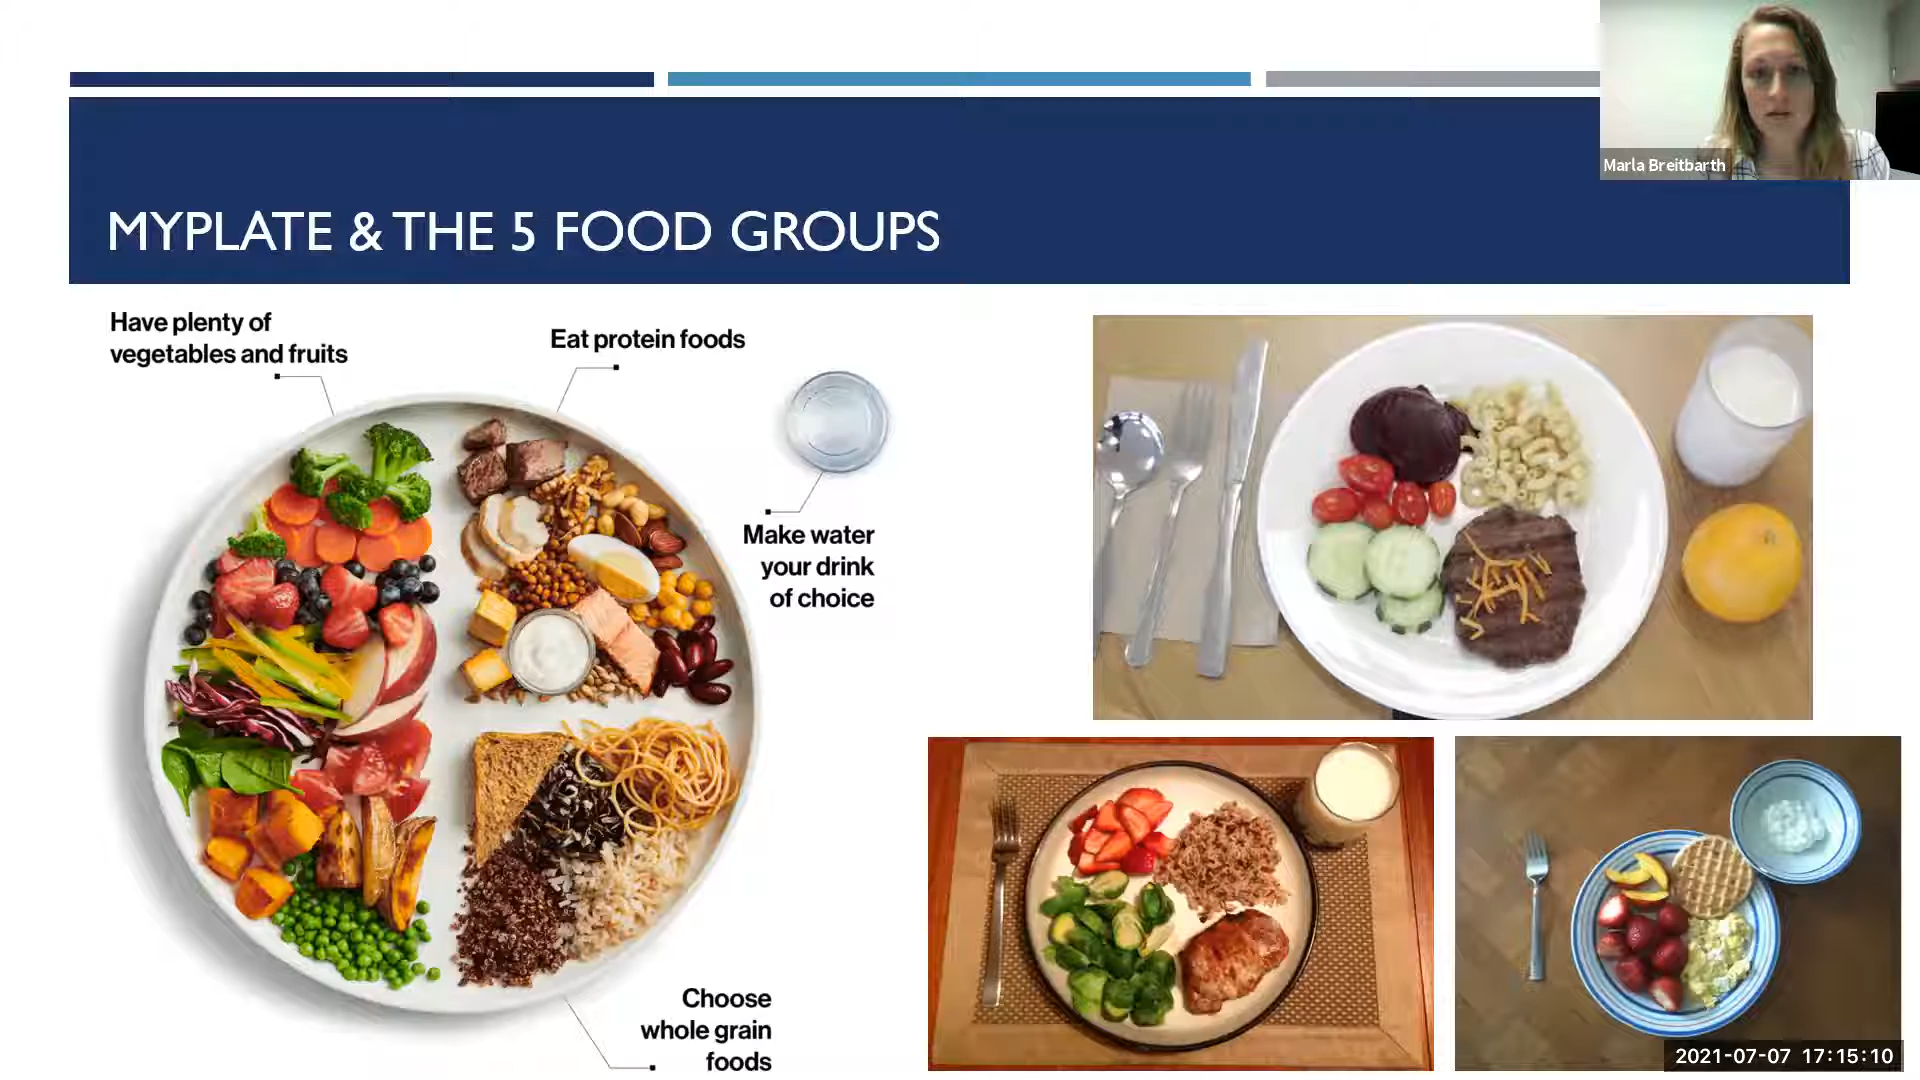 Marla Breitbarth
MYPLATE & THE 5 FOOD GROUPS
Have plenty of
vegetables and fruits
Eat protein foods
Make water
your drink
of choice
Choose
whole grain
foods
2021-07-07 17:15:10